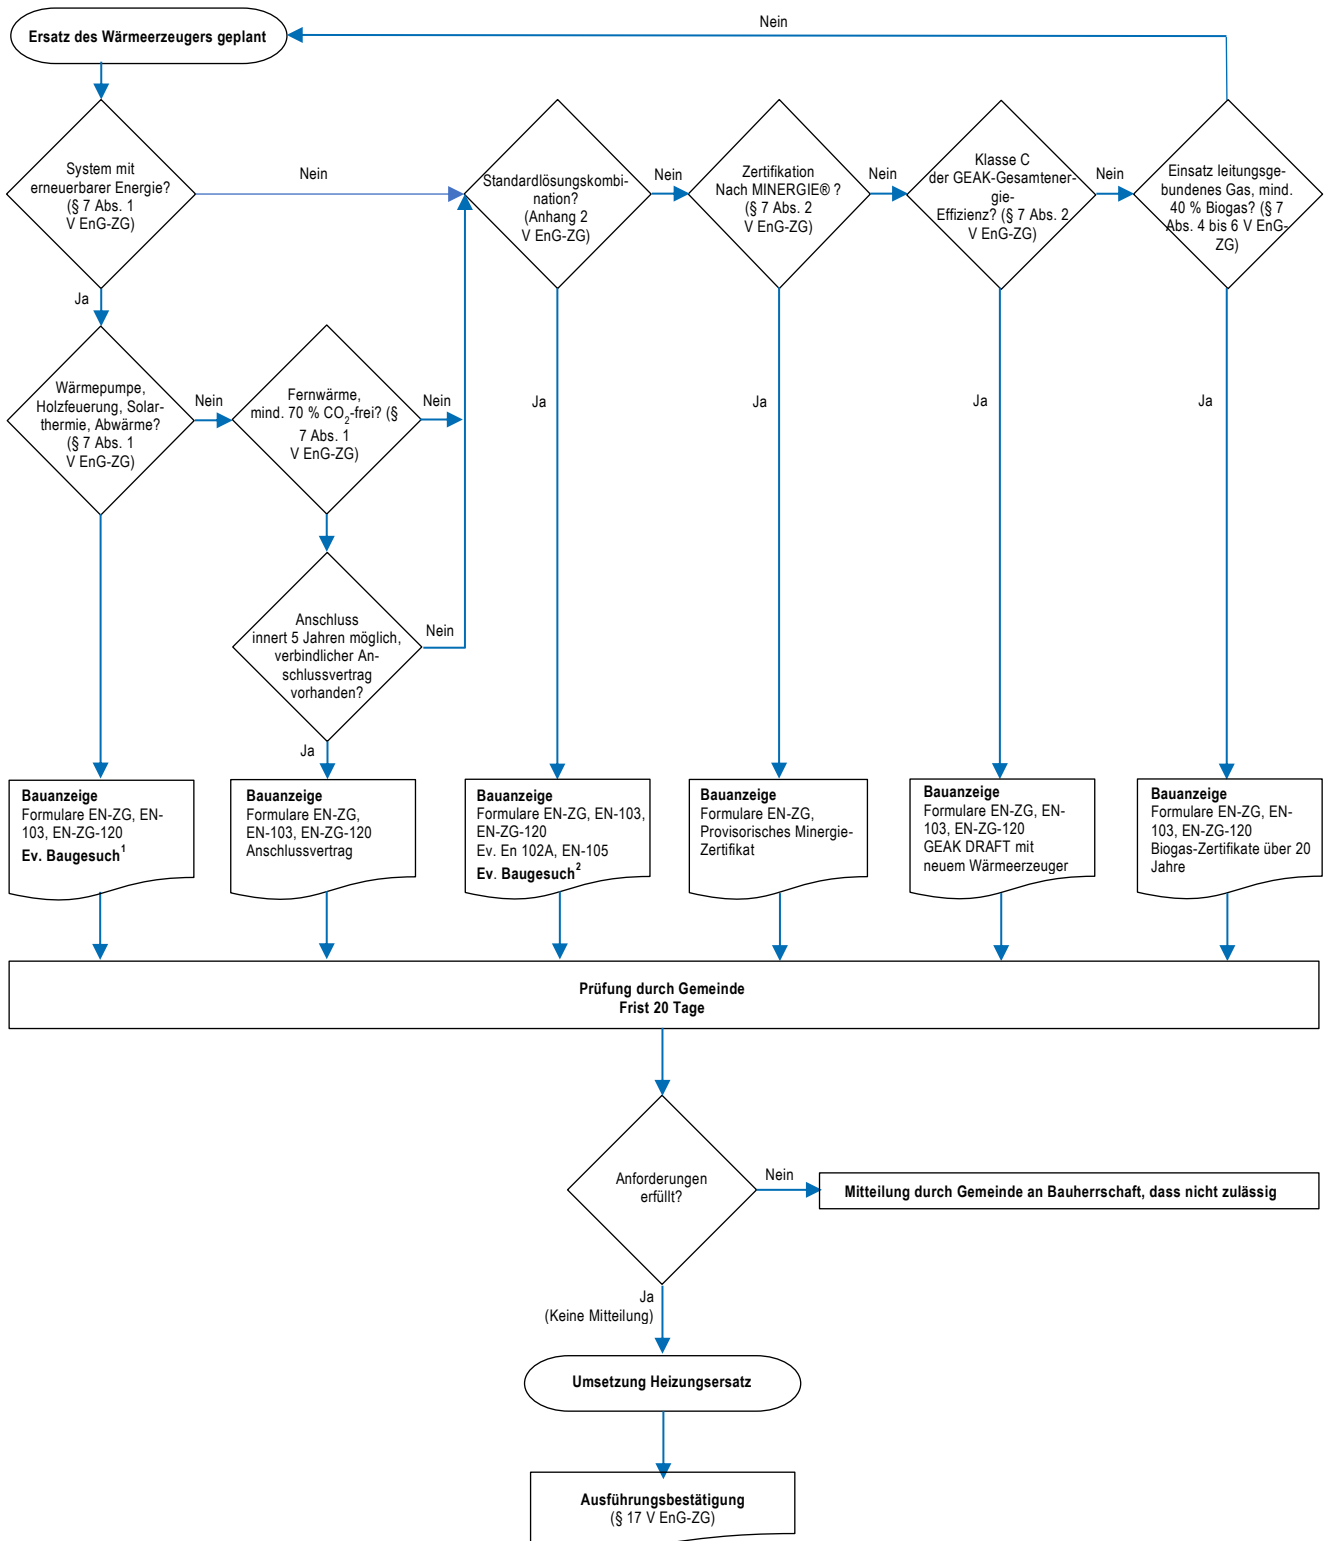 Nein
Ersatz des Wärmeerzeugers geplant
System mit
erneuerbarer Energie?
(§ 7 Abs. 1
V EnG-ZG)
Nein
Standardlösungskombi-
nation?
(Anhang 2
V EnG-ZG)
Nein
Zertifikation
Nach MINERGIE® ?
(§ 7 Abs. 2
V EnG-ZG)
Nein
Klasse C
der GEAK-Gesamtener-
gie-
Effizienz? (§ 7 Abs. 2
V EnG-ZG)
Nein
Einsatz leitungsge-
bundenes Gas, mind.
40 % Biogas? (§ 7
Abs. 4 bis 6 V EnG-
ZG)
Ja
Wärmepumpe,
Holzfeuerung, Solar-
thermie, Abwärme?
(§ 7 Abs. 1
V EnG-ZG)
Nein
Fernwärme,
mind. 70 % CO₂-frei? (§
7 Abs. 1
V EnG-ZG)
Nein
Ja
Ja
Ja
Ja
Anschluss
innert 5 Jahren möglich,
verbindlicher An-
schlussvertrag
vorhanden?
Nein
Ja
Bauanzeige
Formulare EN-ZG, EN-
103, EN-ZG-120
Ev. Baugesuch¹
Bauanzeige
Formulare EN-ZG,
EN-103, EN-ZG-120
Anschlussvertrag
Bauanzeige
Formulare EN-ZG, EN-103,
EN-ZG-120
Ev. En 102A, EN-105
Ev. Baugesuch²
Bauanzeige
Formulare EN-ZG,
Provisorisches Minergie-
Zertifikat
Bauanzeige
Formulare EN-ZG, EN-
103, EN-ZG-120
GEAK DRAFT mit
neuem Wärmeerzeuger
Bauanzeige
Formulare EN-ZG, EN-
103, EN-ZG-120
Biogas-Zertifikate über 20
Jahre
Prüfung durch Gemeinde
Frist 20 Tage
Anforderungen
erfüllt?
Nein
Mitteilung durch Gemeinde an Bauherrschaft, dass nicht zulässig
Ja
(Keine Mitteilung)
Umsetzung Heizungsersatz
Ausführungsbestätigung
(§ 17 V EnG-ZG)